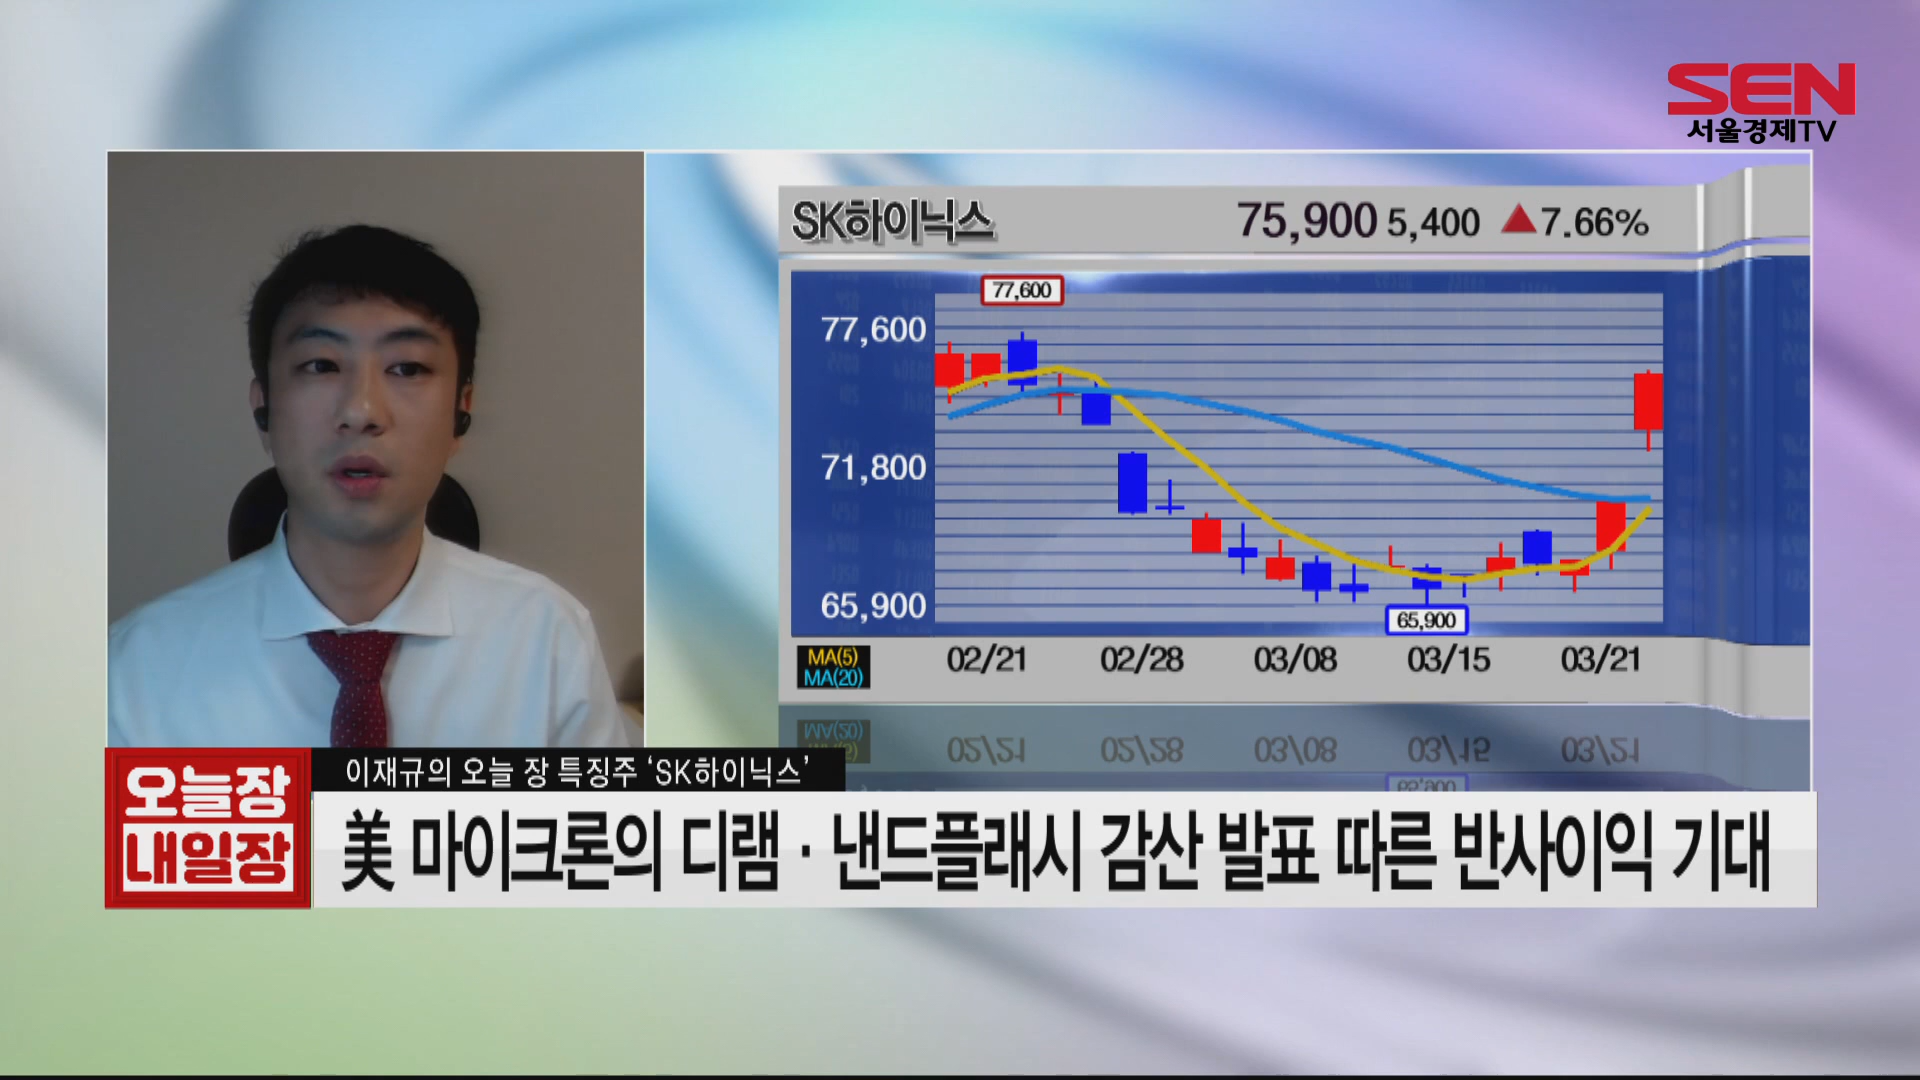 SEN
서울경제TV
SK하이닉스 75,900 5,400 ▲7.66%
77,600
77,600
71,800
65,900
65,900
MA(5)
MA(20)
02/21 02/28 03/08 03/15 03/21
오늘장
내일장
이재규의 오늘 장 특징주 ‘SK하이닉스’
美 마이크론의 디램·낸드플래시 감산 발표 따른 반사이익 기대